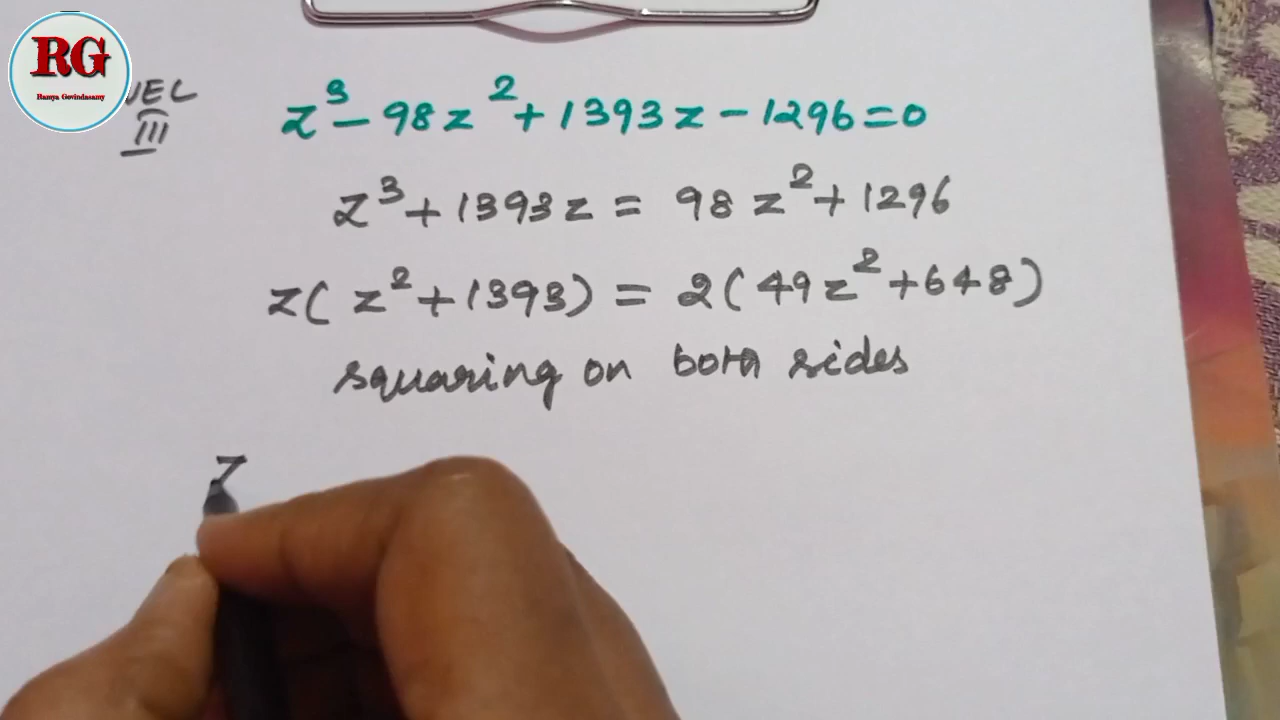 RG
Ramya Govindasamy
III
z³ - 98z² + 1393z - 1296 = 0
z³ + 1393z = 98z² + 1296
z(z² + 1393) = 2(49z² + 648)
squaring on both sides
z